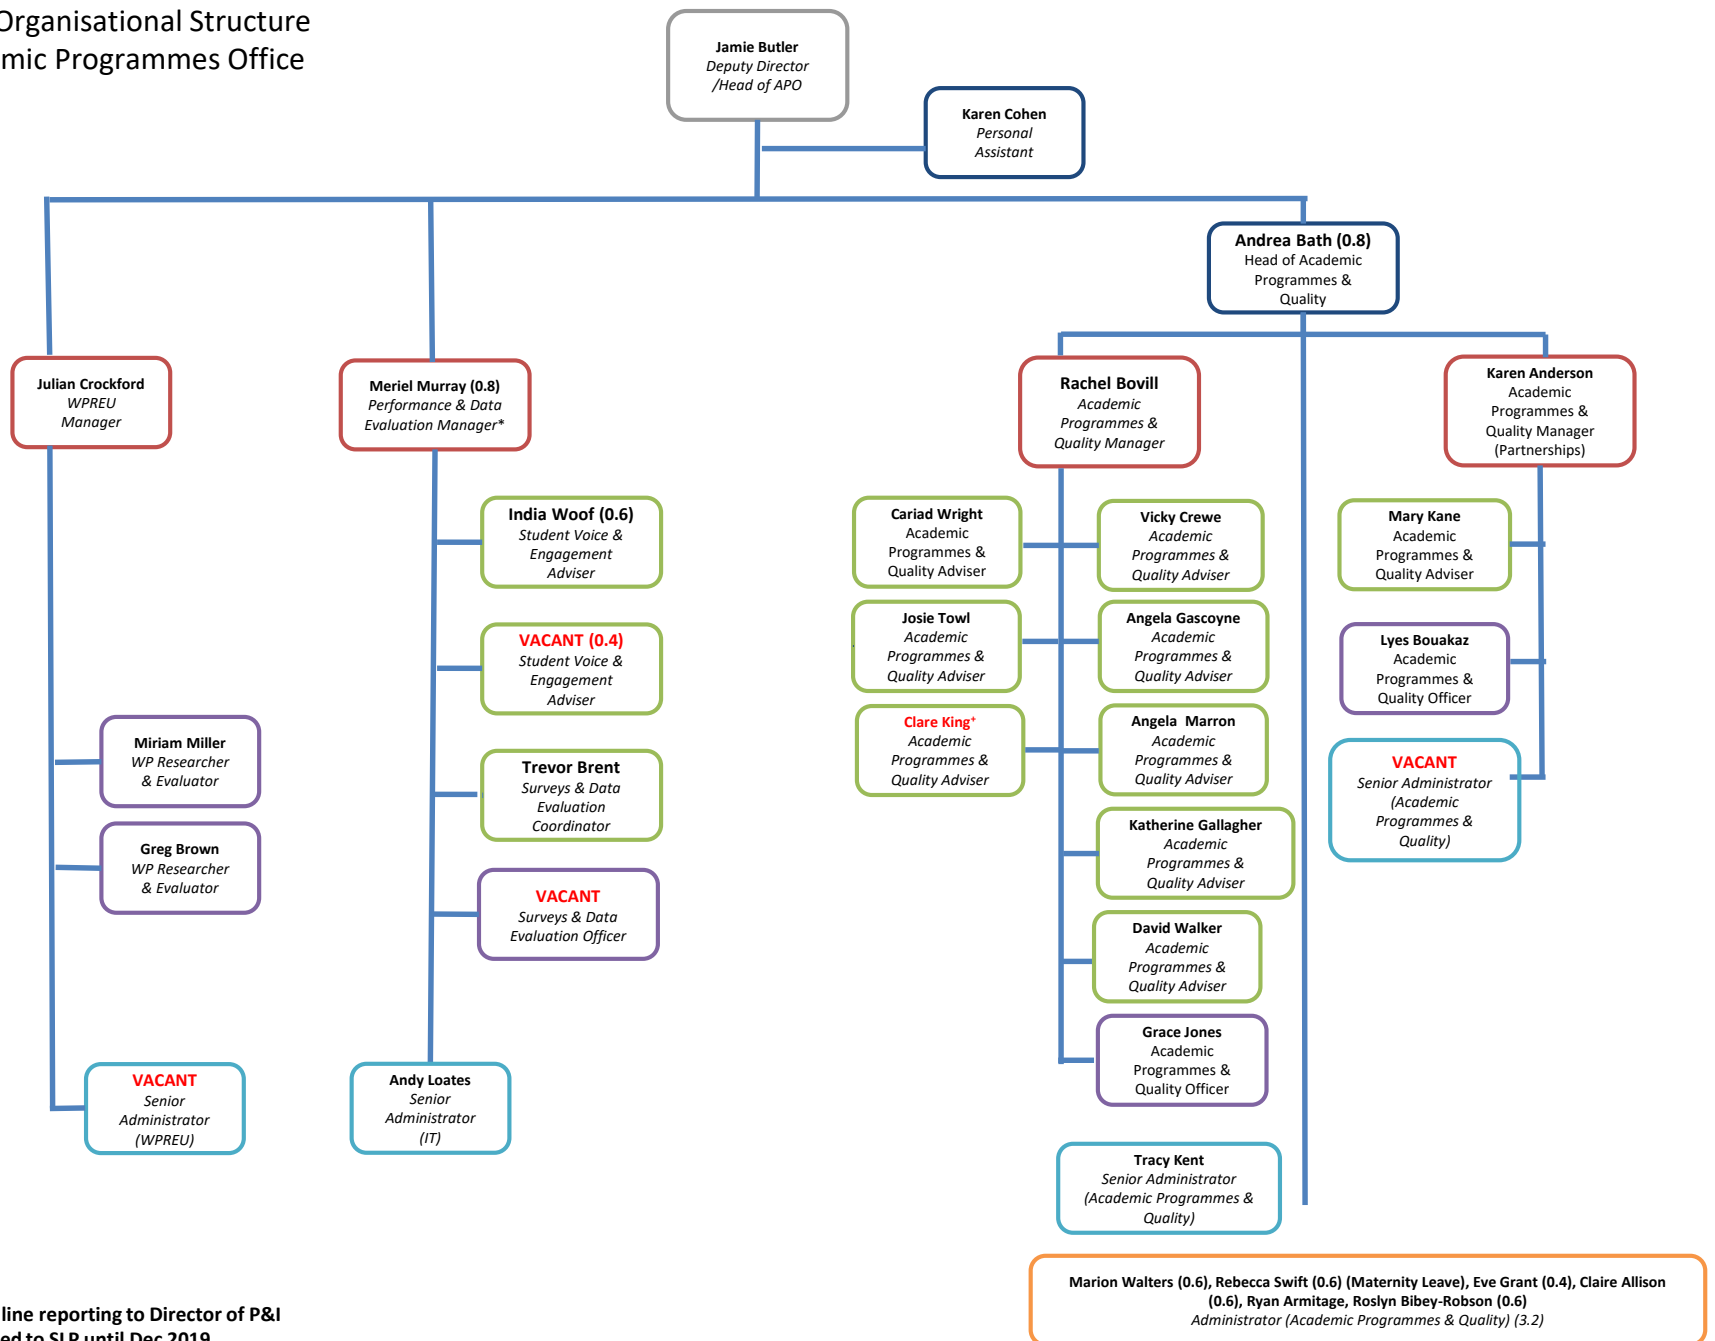 Organisational Structure
mic Programmes Office
Jamie Butler
Deputy Director
/Head of APO
Karen Cohen
Personal
Assistant
Andrea Bath (0.8)
Head of Academic
Programmes &
Quality
Julian Crockford
WPREU
Manager
Meriel Murray (0.8)
Performance & Data
Evaluation Manager*
Rachel Bovill
Academic
Programmes &
Quality Manager
Karen Anderson
Academic
Programmes &
Quality Manager
(Partnerships)
India Woof (0.6)
Student Voice &
Engagement
Adviser
VACANT (0.4)
Student Voice &
Engagement
Adviser
Trevor Brent
Surveys & Data
Evaluation
Coordinator
VACANT
Surveys & Data
Evaluation Officer
Cariad Wright
Academic
Programmes &
Quality Adviser
Vicky Crewe
Academic
Programmes &
Quality Adviser
Mary Kane
Academic
Programmes &
Quality Adviser
Josie Towl
Academic
Programmes &
Quality Adviser
Angela Gascoyne
Academic
Programmes &
Quality Adviser
Lyes Bouakaz
Academic
Programmes &
Quality Officer
Clare King+
Academic
Programmes &
Quality Adviser
Angela  Marron
Academic
Programmes &
Quality Adviser
VACANT
Senior Administrator
(Academic
Programmes &
Quality)
Miriam Miller
WP Researcher
& Evaluator
Greg Brown
WP Researcher
& Evaluator
Katherine Gallagher
Academic
Programmes &
Quality Adviser
David Walker
Academic
Programmes &
Quality Adviser
Grace Jones
Academic
Programmes &
Quality Officer
VACANT
Senior
Administrator
(WPREU)
Andy Loates
Senior
Administrator
(IT)
Tracy Kent
Senior Administrator
(Academic Programmes &
Quality)
Marion Walters (0.6), Rebecca Swift (0.6) (Maternity Leave), Eve Grant (0.4), Claire Allison
(0.6), Ryan Armitage, Roslyn Bibey-Robson (0.6)
Administrator (Academic Programmes & Quality) (3.2)
line reporting to Director of P&I
ed to SLP until Dec 2019